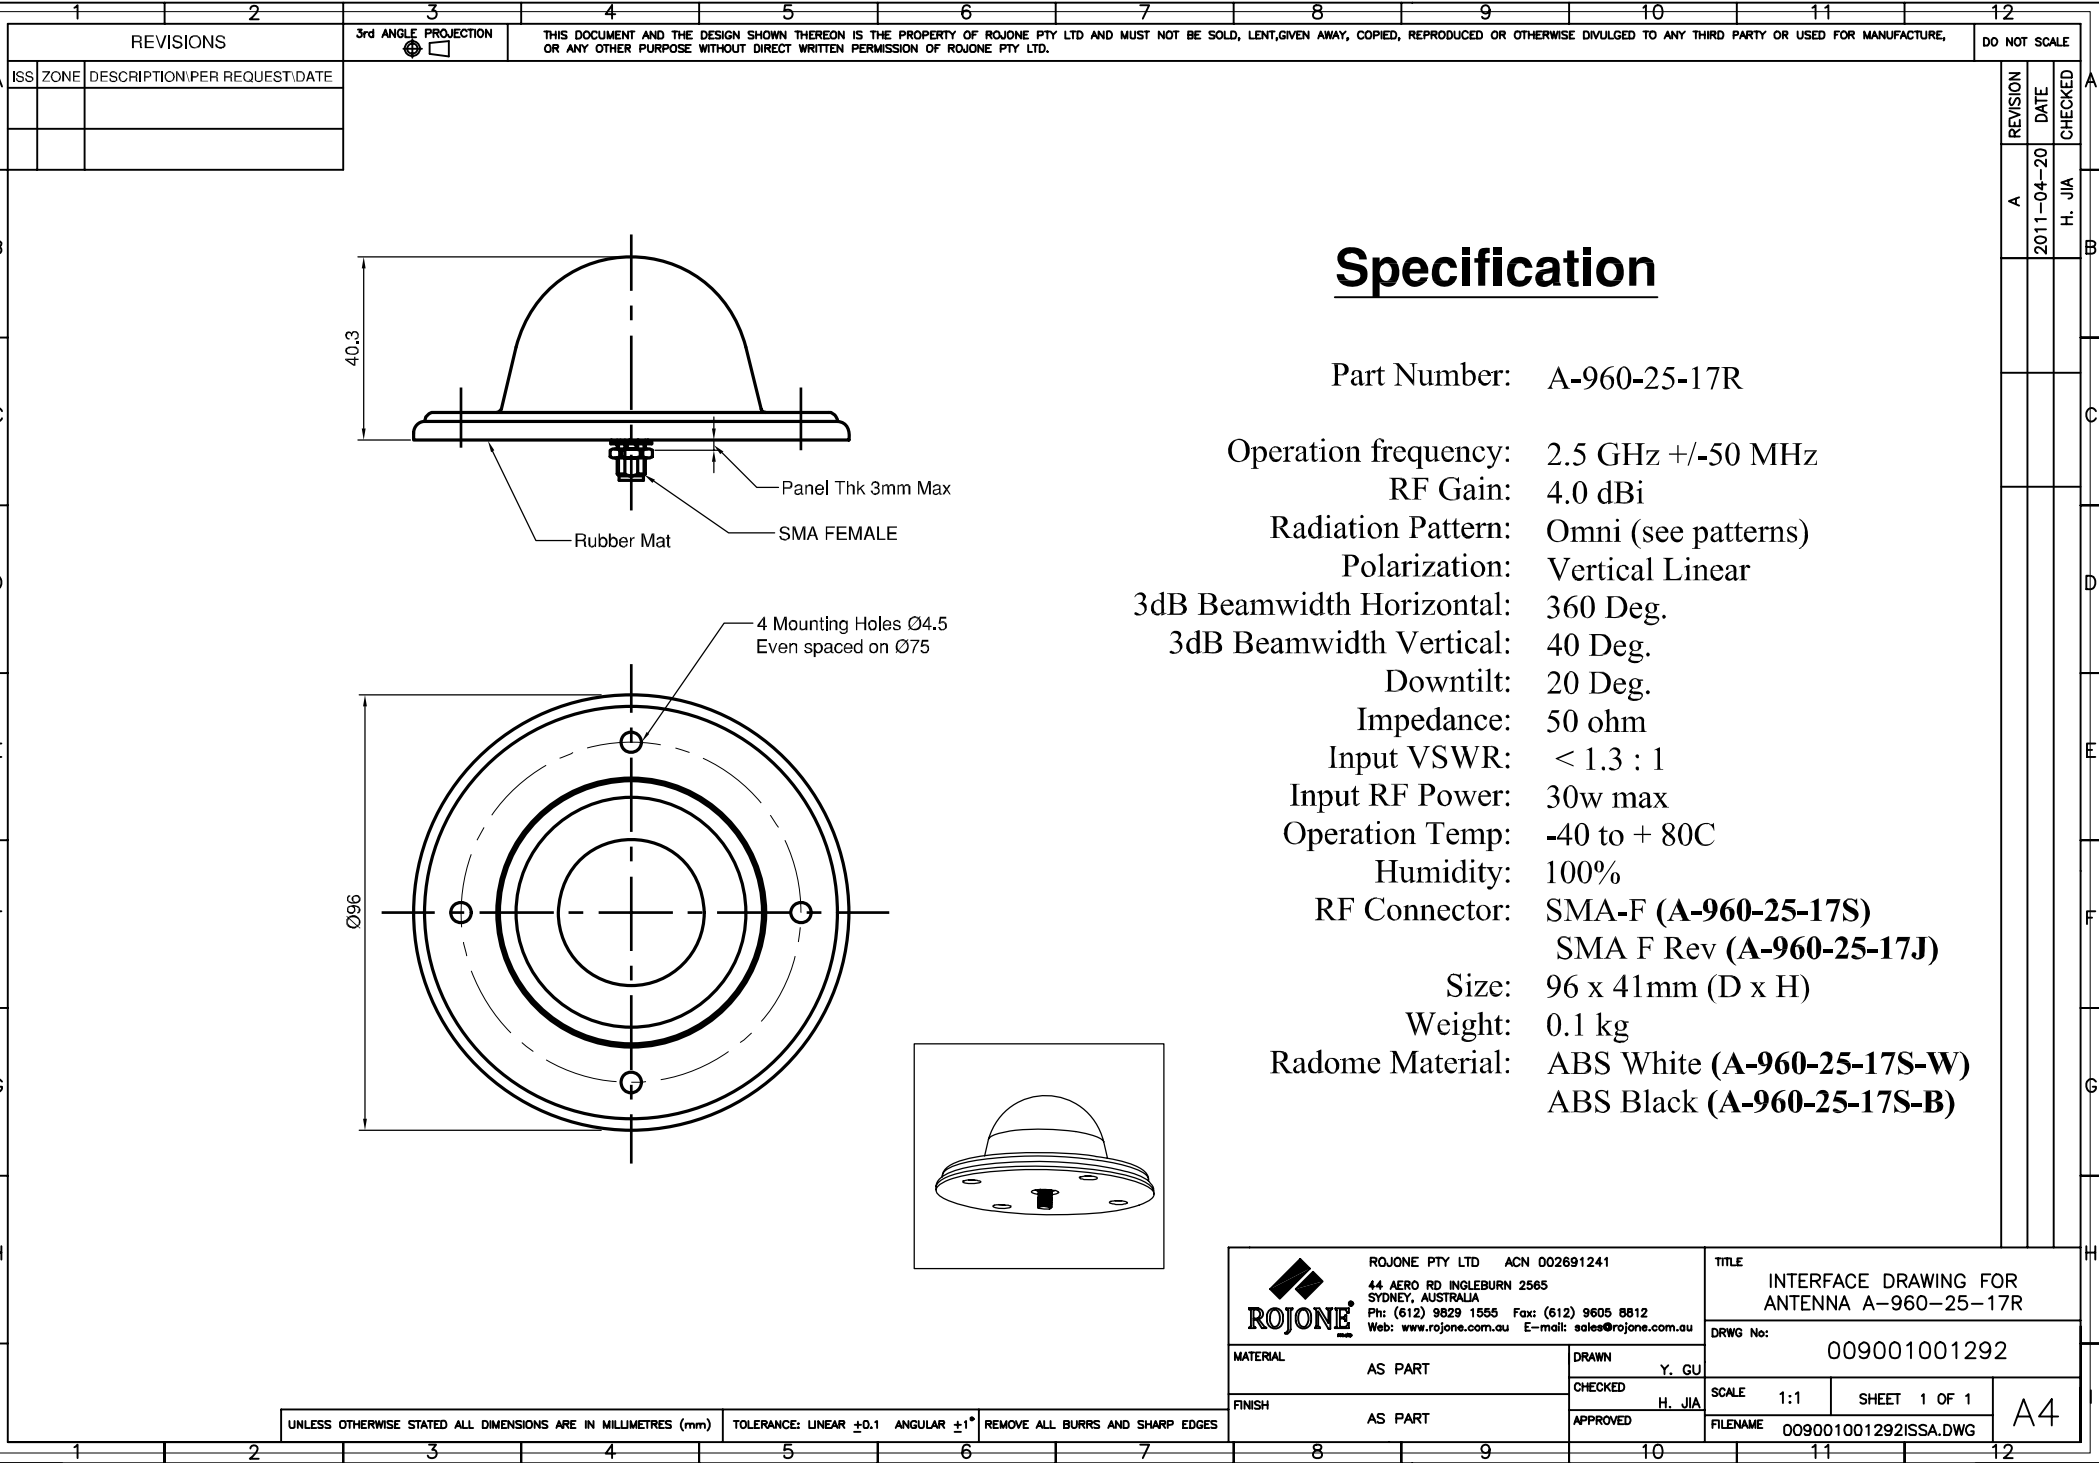 1 2 3 4 5 6 7 8 9 10 11 12
REVISIONS
ISS ZONE DESCRIPTION\PER REQUEST\DATE
3rd ANGLE PROJECTION
THIS DOCUMENT AND THE DESIGN SHOWN THEREON IS THE PROPERTY OF ROJONE PTY LTD AND MUST NOT BE SOLD, LENT,GIVEN AWAY, COPIED, REPRODUCED OR OTHERWISE DIVULGED TO ANY THIRD PARTY OR USED FOR MANUFACTURE,
OR ANY OTHER PURPOSE WITHOUT DIRECT WRITTEN PERMISSION OF ROJONE PTY LTD.
DO NOT SCALE
REVISION A
DATE 2011-04-20
CHECKED H. JIA
A
B
C
D
E
F
G
H
40.3
Panel Thk 3mm Max
SMA FEMALE
Rubber Mat
4 Mounting Holes Ø4.5
Even spaced on Ø75
Ø96
Specification
Part Number: A-960-25-17R
Operation frequency: 2.5 GHz +/-50 MHz
RF Gain: 4.0 dBi
Radiation Pattern: Omni (see patterns)
Polarization: Vertical Linear
3dB Beamwidth Horizontal: 360 Deg.
3dB Beamwidth Vertical: 40 Deg.
Downtilt: 20 Deg.
Impedance: 50 ohm
Input VSWR: < 1.3 : 1
Input RF Power: 30w max
Operation Temp: -40 to + 80C
Humidity: 100%
RF Connector: SMA-F (A-960-25-17S)
SMA F Rev (A-960-25-17J)
Size: 96 x 41mm (D x H)
Weight: 0.1 kg
Radome Material: ABS White (A-960-25-17S-W)
ABS Black (A-960-25-17S-B)
ROJONE®
ROJONE PTY LTD ACN 002691241
44 AERO RD INGLEBURN 2565
SYDNEY, AUSTRALIA
Ph: (612) 9829 1555 Fax: (612) 9605 8812
Web: www.rojone.com.au E-mail: sales@rojone.com.au
TITLE
INTERFACE DRAWING FOR
ANTENNA A-960-25-17R
DRWG No:
009001001292
MATERIAL
AS PART
FINISH
AS PART
DRAWN
Y. GU
CHECKED
H. JIA
APPROVED
SCALE 1:1
SHEET 1 OF 1
FILENAME 009001001292ISSA.DWG
A4
UNLESS OTHERWISE STATED ALL DIMENSIONS ARE IN MILLIMETRES (mm)
TOLERANCE: LINEAR ±0.1 ANGULAR ±1°
REMOVE ALL BURRS AND SHARP EDGES
1 2 3 4 5 6 7 8 9 10 11 12